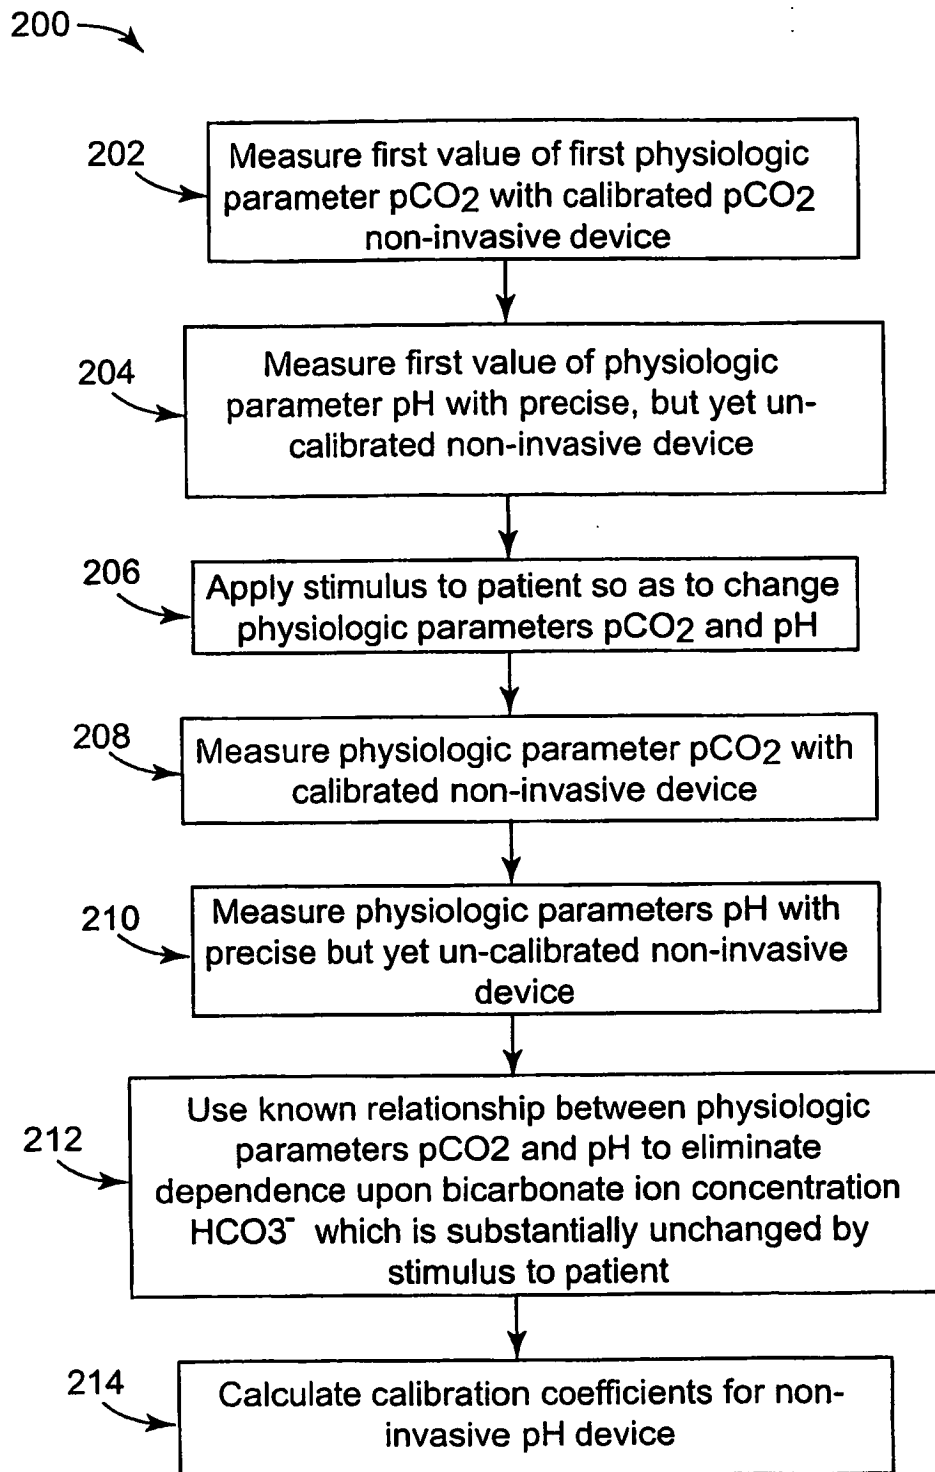 200
202
Measure first value of first physiologic
parameter pCO2 with calibrated pCO2
non-invasive device
204
Measure first value of physiologic
parameter pH with precise, but yet un-
calibrated non-invasive device
206
Apply stimulus to patient so as to change
physiologic parameters pCO2 and pH
208
Measure physiologic parameter pCO2 with
calibrated non-invasive device
210
Measure physiologic parameters pH with
precise but yet un-calibrated non-invasive
device
212
Use known relationship between physiologic
parameters pCO2 and pH to eliminate
dependence upon bicarbonate ion concentration
HCO3⁻ which is substantially unchanged by
stimulus to patient
214
Calculate calibration coefficients for non-
invasive pH device